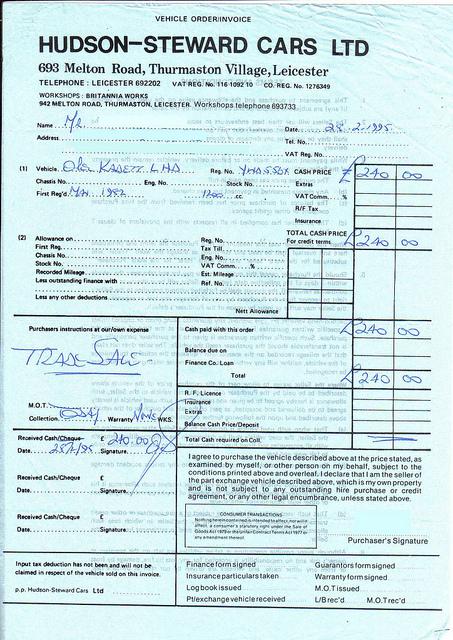 VEHICLE ORDER/INVOICE
HUDSON-STEWARD CARS LTD
693 Melton Road, Thurmaston Village, Leicester
TELEPHONE: LEICESTER 692202 VAT REG. No. 116 1092 10 CO. REG. No. 1276349
WORKSHOPS: BRITANNIA WORKS
942 MELTON ROAD, THURMASTON, LEICESTER. Workshops telephone 693733
Name Mr Date 28.2.1995
Address Tel. No.
VAT Reg. No.
(1) Vehicle Opel KADETT LHD Reg. No. CASH PRICE £240 00
Chassis No. Eng. No. Stock No. Extras
First Reg'd. MAY 1982 1200 cc. VAT Comm. %
R/F Tax
Insurance
TOTAL CASH PRICE
For credit terms £240 00
(2) Allowance on Reg. No.
First Reg. Tax Till
Chassis No. Eng. No.
Stock No. VAT Comm. %
Recorded Mileage Est. Mileage
Less outstanding finance with Ref. No.
Less any other deductions
Nett Allowance
Purchasers instructions at our/own expense Cash paid with this order £240 00
TRADE SALE
Balance due on
Finance Co. Loan
Total £240 00
R.F. Licence
Insurance
M.O.T. Extras
Collection Warranty None WKS. Balance Cash Price/Deposit
Received Cash/Cheque £ 240.00 Total Cash required on Coll.
Date Signature
I agree to purchase the vehicle described above at the price stated, as
examined by myself, or other person on my behalf, subject to the
conditions printed above and overleaf. I declare that I am the seller of
the part exchange vehicle described above, which is my own property
and is not subject to any outstanding hire purchase or credit
agreement, or any other legal encumbrance, unless stated above.
Received Cash/Cheque £
Date Signature
Received Cash/Cheque £
Date Signature
CONSUMER TRANSACTIONS
Nothing herein contained is intended to affect, nor will it affect, a consumer's statutory right under the Sale of Goods Act 1979 or the Unfair Contract Terms Act 1977 or any amendment thereof.
Purchaser's Signature
Input tax deduction has not been and will not be
claimed in respect of the vehicle sold on this invoice.
p.p. Hudson-Steward Cars Ltd
Finance form signed Guarantors form signed
Insurance particulars taken Warranty form signed
Log book issued M.O.T issued
Pt/exchange vehicle received L/B rec'd M.O.T rec'd